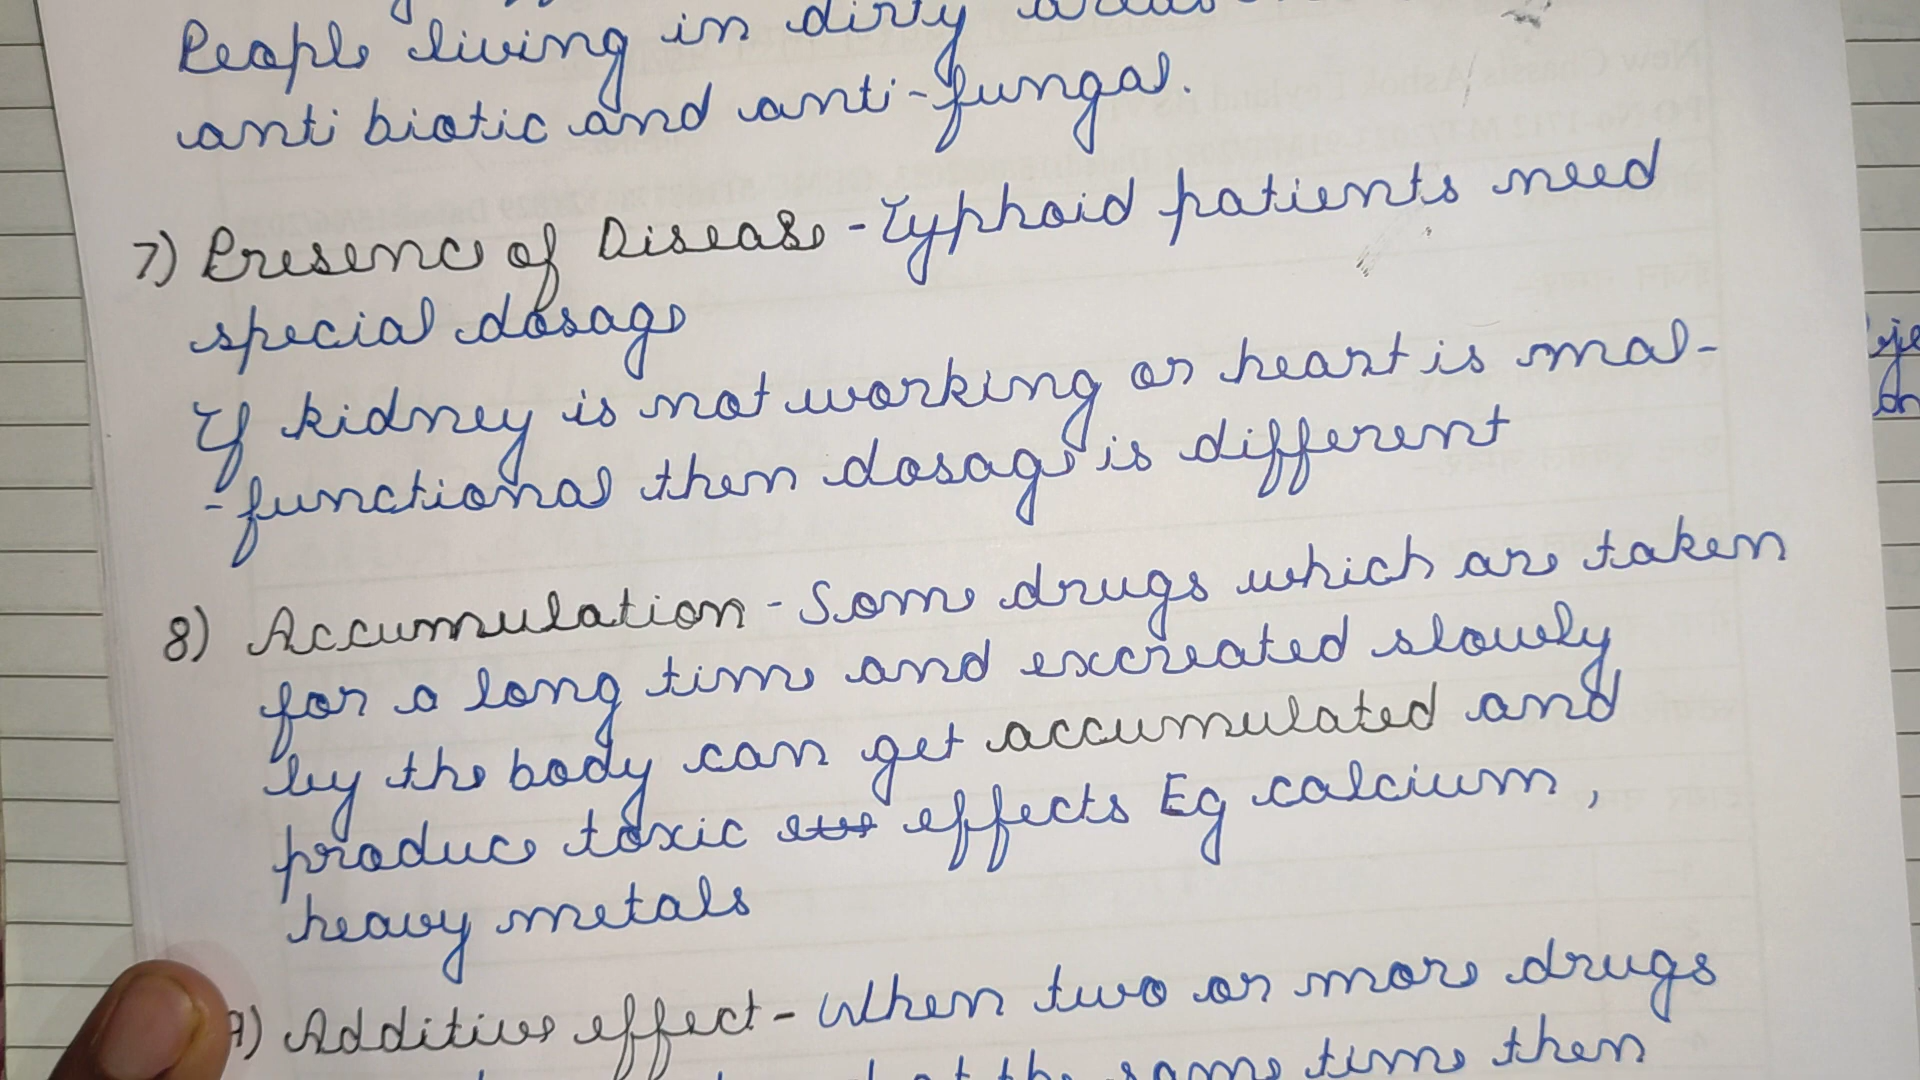 People living in dirty
anti biotic and anti-fungal.
7) Presence of Disease - Typhoid patients need
special dosage
If kidney is not working or heart is mal-
-functional then dosage is different
8) Accumulation - Some drugs which are taken
for a long time and excreated slowly
by the body can get accumulated and
produce toxic effects Eg calcium,
heavy metals
9) Additive effect - When two or more drugs
at the same time then